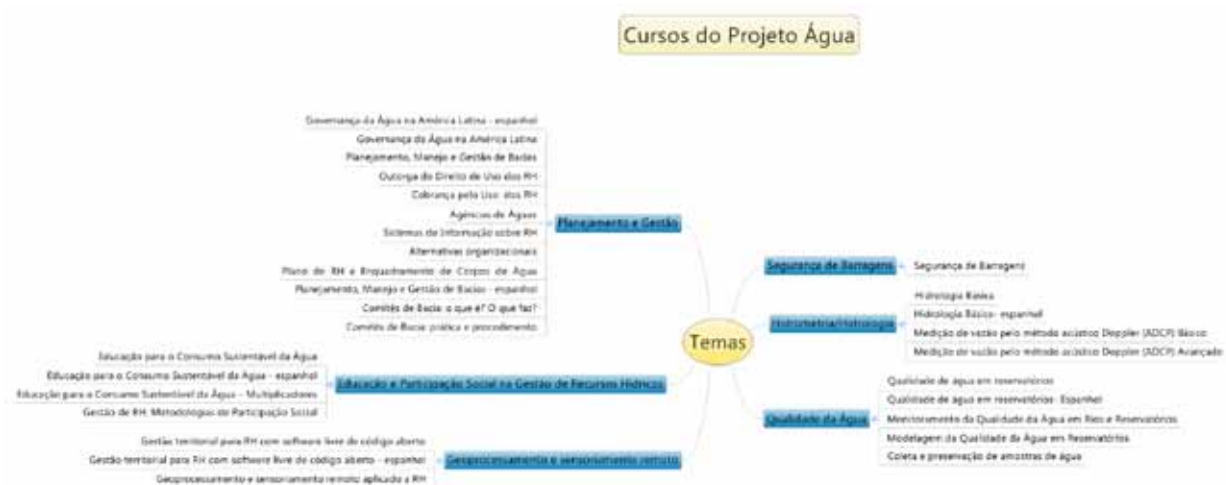 Cursos do Projeto Água
Governança da Água na América Latina - espanhol
Governança da Água na América Latina
Planejamento, Manejo e Gestão de Bacias
Outorga do Direito de Uso dos RH
Cobrança pelo Uso dos RH
Agências de Águas
Sistemas de Informação sobre RH
Alternativas organizacionais
Plano de RH e Enquadramento de Corpos de Água
Planejamento, Manejo e Gestão de Bacias - espanhol
Comitês de Bacia: o que é? O que faz?
Comitês de Bacia: prática e procedimento
Planejamento e Gestão
Educação para o Consumo Sustentável da Água
Educação para o Consumo Sustentável da Água - espanhol
Educação para o Consumo Sustentável da Água - Multiplicadores
Gestão de RH: Metodologias de Participação Social
Educação e Participação Social na Gestão de Recursos Hídricos
Gestão territorial para RH com software livre de código aberto
Gestão territorial para RH com software livre de código aberto - espanhol
Geoprocessamento e sensoriamento remoto aplicado a RH
Geoprocessamento e sensoriamento remoto
Temas
Segurança de Barragens
Segurança de Barragens
Hidrometria/Hidrologia
Hidrologia Básica
Hidrologia Básica- espanhol
Medição de vazão pelo método acústico Doppler (ADCP) Básico
Medição de vazão pelo método acústico Doppler (ADCP) Avançado
Qualidade da Água
Qualidade de água em reservatórios
Qualidade de água em reservatórios- Espanhol
Monitoramento da Qualidade da Água em Rios e Reservatórios
Modelagem da Qualidade da Água em Reservatórios
Coleta e preservação de amostras de água